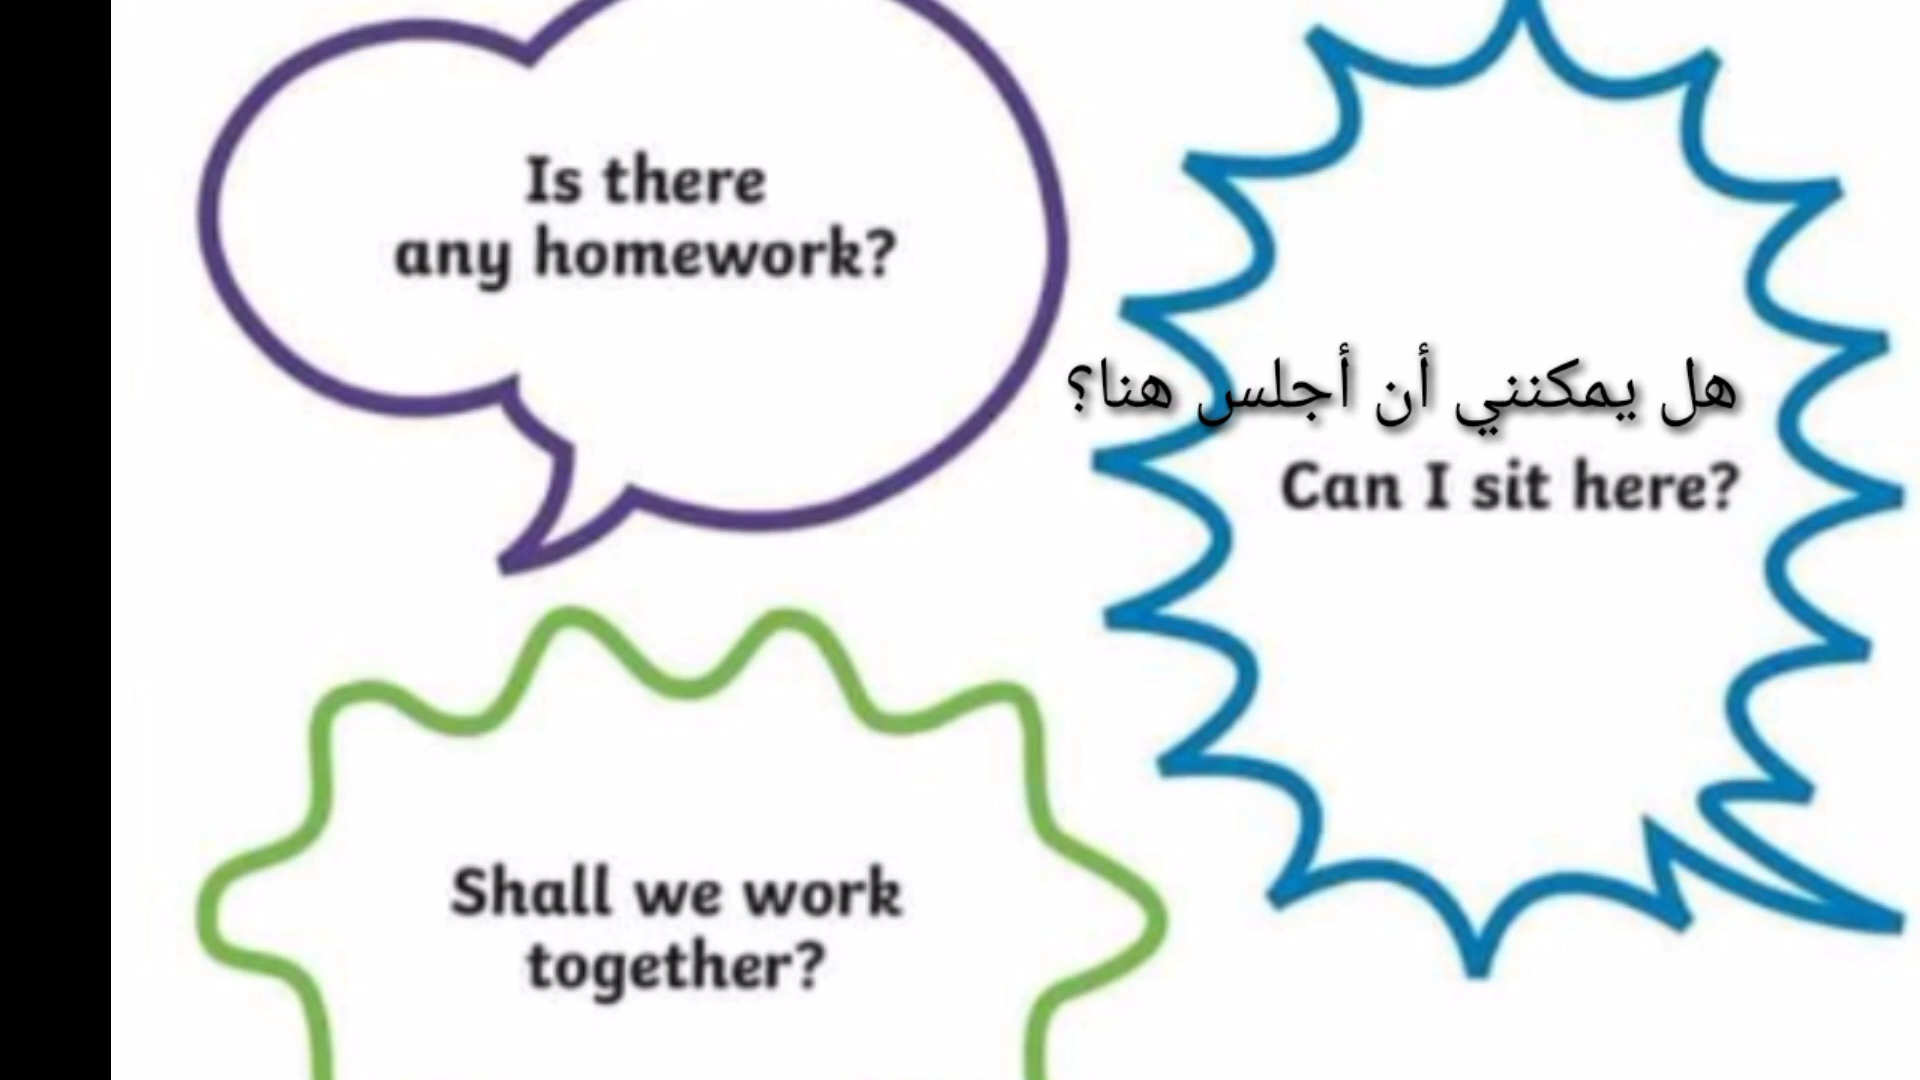 Is there
any homework?
هل يمكنني أن أجلس هنا؟
Can I sit here?
Shall we work
together?